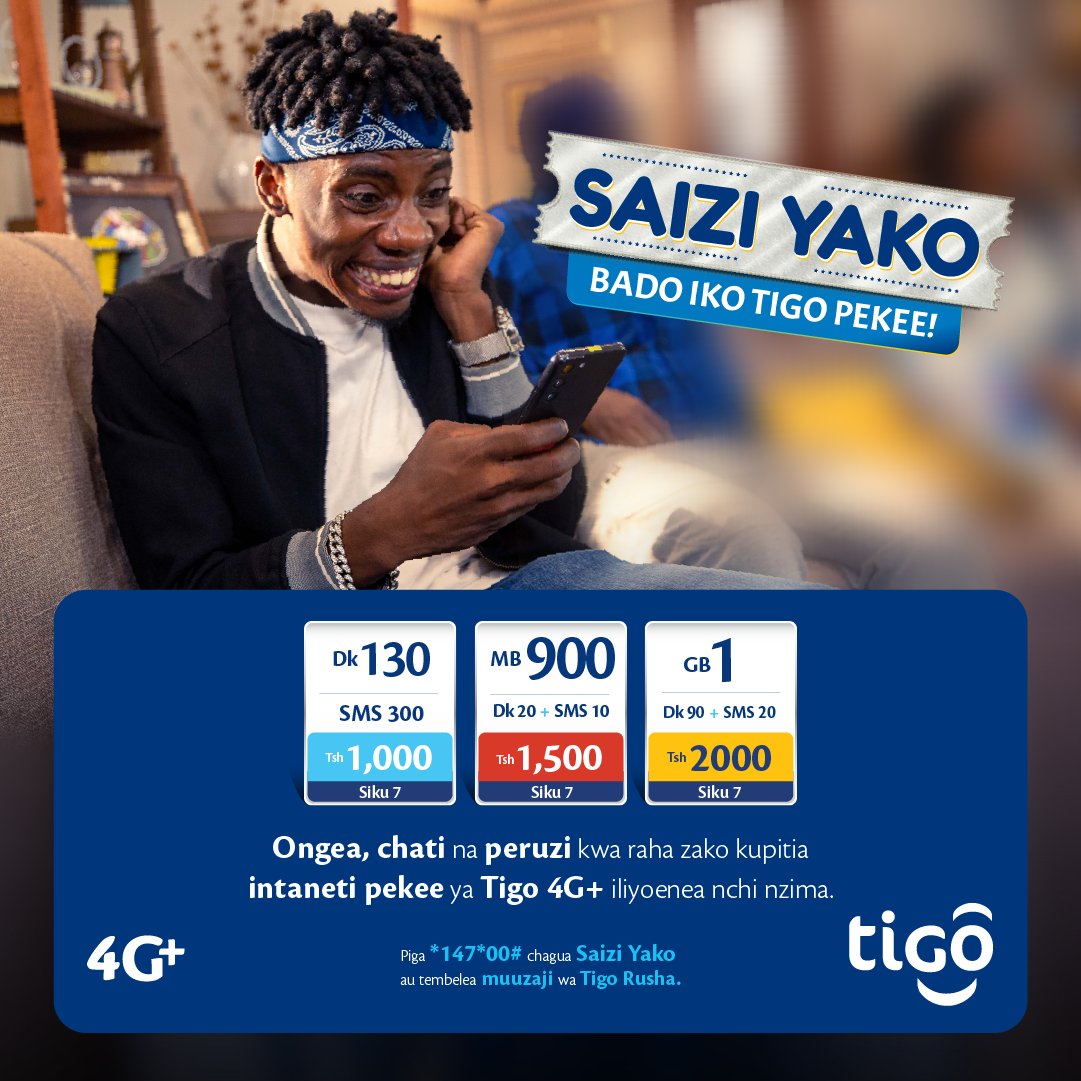 SAIZI YAKO
BADO IKO TIGO PEKEE!
Dk 130
SMS 300
Tsh 1,000
Siku 7
MB 900
Dk 20 + SMS 10
Tsh 1,500
Siku 7
GB 1
Dk 90 + SMS 20
Tsh 2000
Siku 7
Ongea, chati na peruzi kwa raha zako kupitia
intaneti pekee ya Tigo 4G+ iliyoenea nchi nzima.
4G+
Piga *147*00# chagua Saizi Yako
au tembelea muuzaji wa Tigo Rusha.
tigo